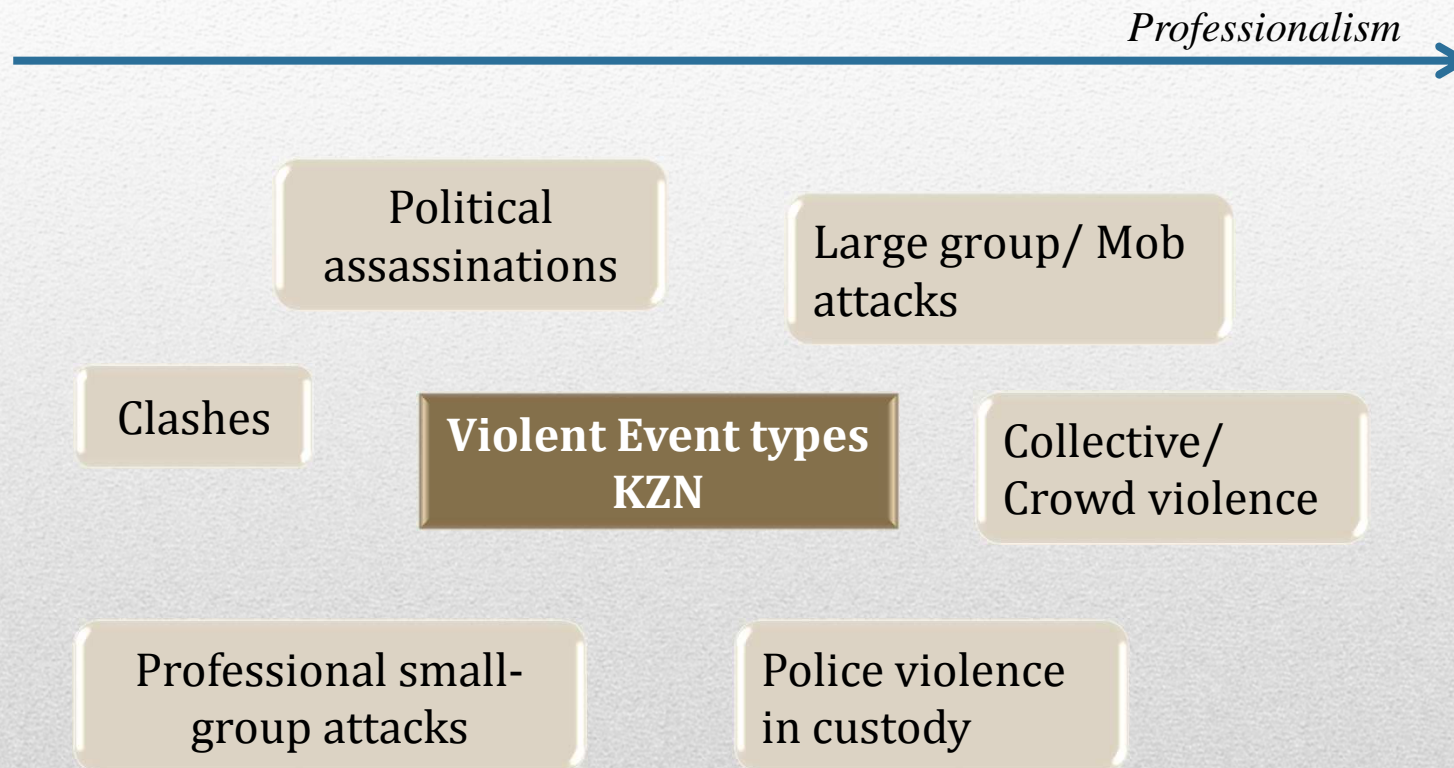 Professionalism
Political
assassinations
Large group/ Mob
attacks
Clashes
Violent Event types
KZN
Collective/
Crowd violence
Professional small-
group attacks
Police violence
in custody